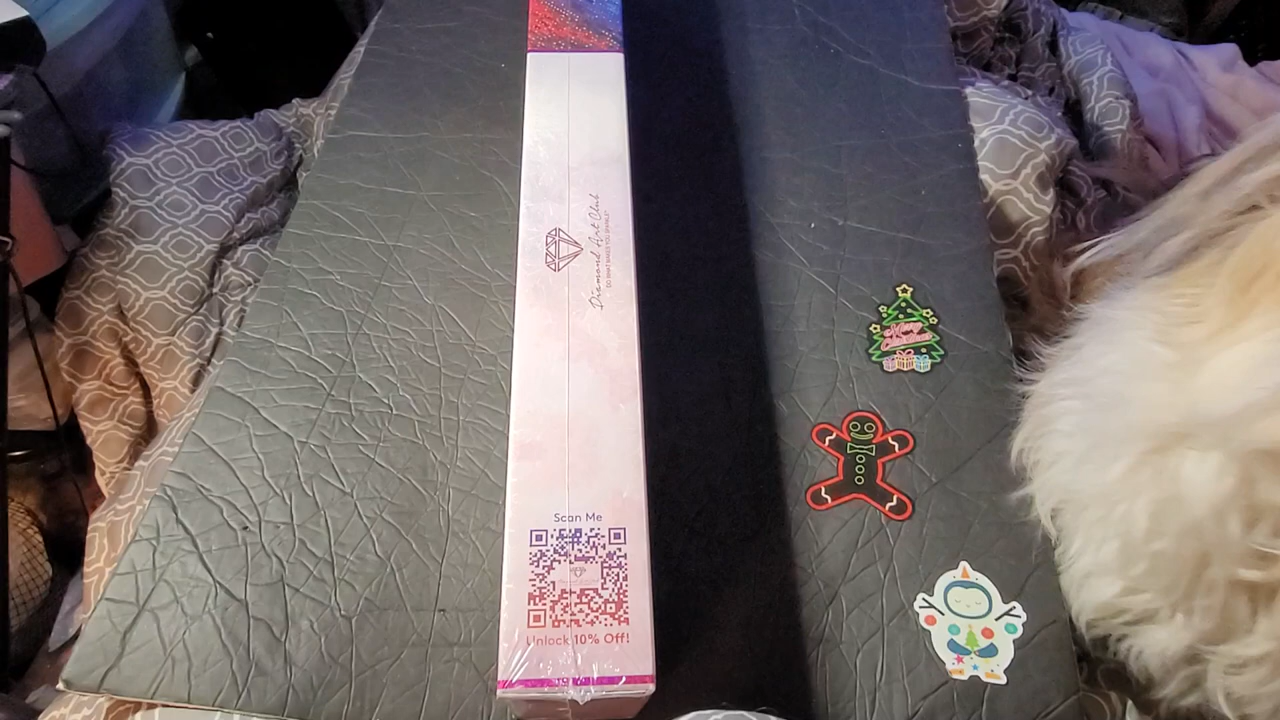 Diamond Art Club
DO WHAT MAKES YOU SPARKLE
Merry
Christmas
Scan Me
Unlock 10% Off!